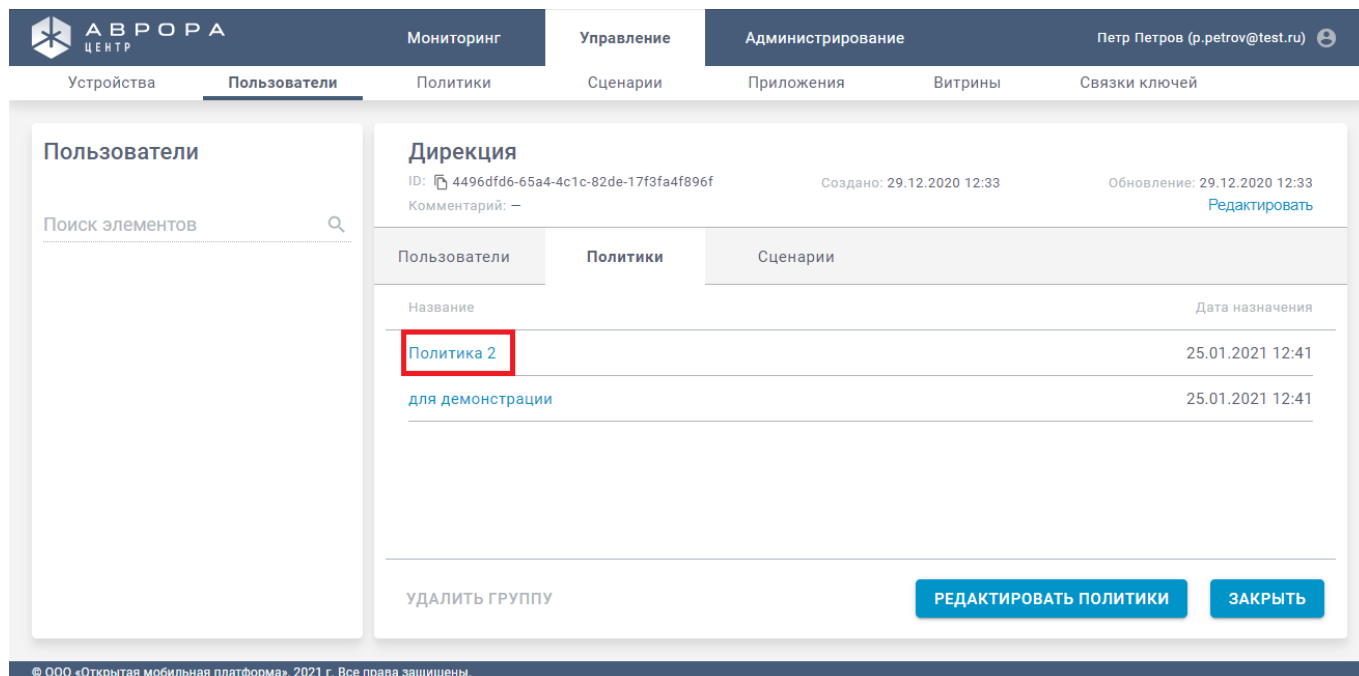 АВРОРА
ЦЕНТР
Мониторинг Управление Администрирование Петр Петров (p.petrov@test.ru)
Устройства Пользователи Политики Сценарии Приложения Витрины Связки ключей
Пользователи
Поиск элементов
Дирекция
ID: 4496dfd6-65a4-4c1c-82de-17f3fa4f896f Создано: 29.12.2020 12:33 Обновление: 29.12.2020 12:33
Комментарий: —
Редактировать
Пользователи Политики Сценарии
Название Дата назначения
Политика 2 25.01.2021 12:41
для демонстрации 25.01.2021 12:41
УДАЛИТЬ ГРУППУ РЕДАКТИРОВАТЬ ПОЛИТИКИ ЗАКРЫТЬ
© ООО «Открытая мобильная платформа», 2021 г. Все права защищены.